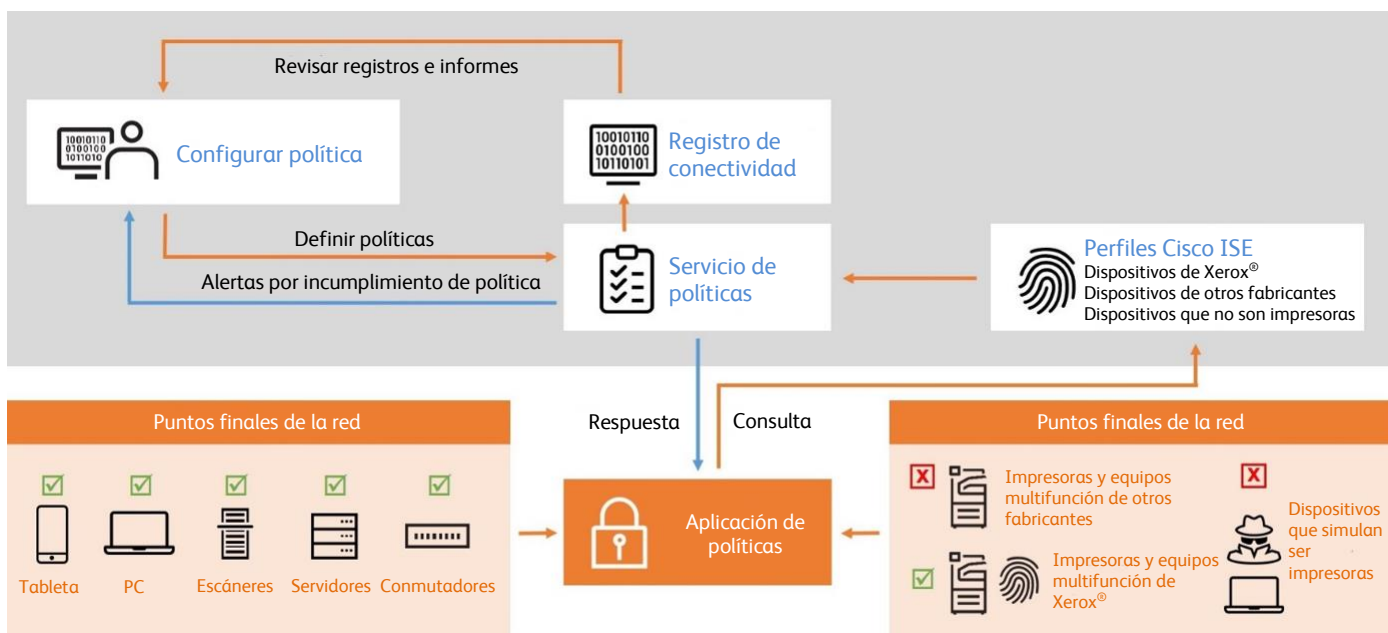 Revisar registros e informes
10010110
0100100
1011010
Configurar política
10010110
0100100
10110101
Registro de
conectividad
Definir políticas
Alertas por incumplimiento de política
Servicio de
políticas
Perfiles Cisco ISE
Dispositivos de Xerox®
Dispositivos de otros fabricantes
Dispositivos que no son impresoras
Puntos finales de la red
Tableta
PC
Escáneres
Servidores
Conmutadores
Respuesta
Consulta
Aplicación de
políticas
Puntos finales de la red
X
Impresoras y equipos
multifunción de otros
fabricantes
Impresoras y equipos
multifunción de
Xerox®
X
Dispositivos
que simulan
ser
impresoras